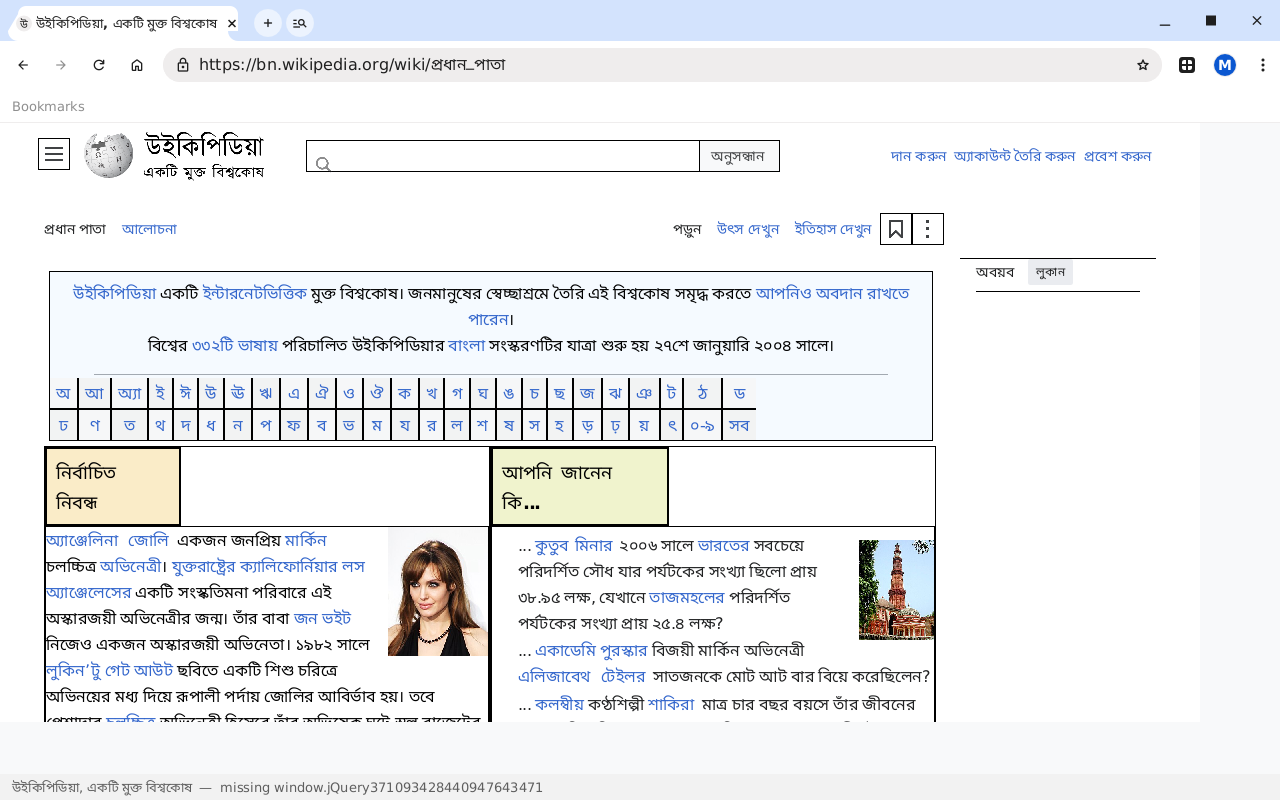 উইকিপিডিয়া, একটি মুক্ত বিশ্বকোষ
https://bn.wikipedia.org/wiki/প্রধান_পাতা
M
Bookmarks
উইকিপিডিয়া
একটি মুক্ত বিশ্বকোষ
অনুসন্ধান
দান করুন অ্যাকাউন্ট তৈরি করুন প্রবেশ করুন
প্রধান পাতা আলোচনা পড়ুন উৎস দেখুন ইতিহাস দেখুন
অবয়ব লুকান
উইকিপিডিয়া একটি ইন্টারনেটভিত্তিক মুক্ত বিশ্বকোষ। জনমানুষের স্বেচ্ছাশ্রমে তৈরি এই বিশ্বকোষ সমৃদ্ধ করতে আপনিও অবদান রাখতে
পারেন।
বিশ্বের ৩৩২টি ভাষায় পরিচালিত উইকিপিডিয়ার বাংলা সংস্করণটির যাত্রা শুরু হয় ২৭শে জানুয়ারি ২০০৪ সালে।
অ আ অ্যা ই ঈ উ ঊ ঋ এ ঐ ও ঔ ক খ গ ঘ ঙ চ ছ জ ঝ ঞ ট ঠ ড
ঢ ণ ত থ দ ধ ন প ফ ব ভ ম য র ল শ ষ স হ ড় ঢ় য় ৎ ০-৯ সব
নির্বাচিত
নিবন্ধ
অ্যাঞ্জেলিনা জোলি একজন জনপ্রিয় মার্কিন
চলচ্চিত্র অভিনেত্রী। যুক্তরাষ্ট্রের ক্যালিফোর্নিয়ার লস
অ্যাঞ্জেলেসের একটি সংস্কৃতিমনা পরিবারে এই
অস্কারজয়ী অভিনেত্রীর জন্ম। তাঁর বাবা জন ভইট
নিজেও একজন অস্কারজয়ী অভিনেতা। ১৯৮২ সালে
লুকিন’টু গেট আউট ছবিতে একটি শিশু চরিত্রে
অভিনয়ের মধ্য দিয়ে রূপালী পর্দায় জোলির আবির্ভাব হয়। তবে
পেশাদার চলচ্চিত্র অভিনেত্রী হিসেবে তাঁর অভিষেক ঘটে স্বল্প বাজেটের
আপনি জানেন
কি...
... কুতুব মিনার ২০০৬ সালে ভারতের সবচেয়ে
পরিদর্শিত সৌধ যার পর্যটকের সংখ্যা ছিলো প্রায়
৩৮.৯৫ লক্ষ, যেখানে তাজমহলের পরিদর্শিত
পর্যটকের সংখ্যা প্রায় ২৫.৪ লক্ষ?
... একাডেমি পুরস্কার বিজয়ী মার্কিন অভিনেত্রী
এলিজাবেথ টেইলর সাতজনকে মোট আট বার বিয়ে করেছিলেন?
... কলম্বীয় কণ্ঠশিল্পী শাকিরা মাত্র চার বছর বয়সে তাঁর জীবনের
উইকিপিডিয়া, একটি মুক্ত বিশ্বকোষ — missing window.jQuery371093428440947643471